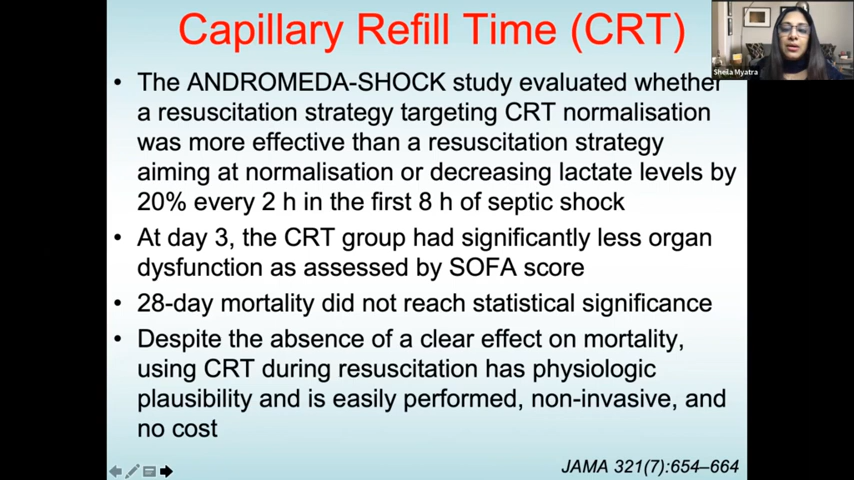 Capillary Refill Time (CRT)
Sheila Myatra
• The ANDROMEDA-SHOCK study evaluated whether
a resuscitation strategy targeting CRT normalisation
was more effective than a resuscitation strategy
aiming at normalisation or decreasing lactate levels by
20% every 2 h in the first 8 h of septic shock
• At day 3, the CRT group had significantly less organ
dysfunction as assessed by SOFA score
• 28-day mortality did not reach statistical significance
• Despite the absence of a clear effect on mortality,
using CRT during resuscitation has physiologic
plausibility and is easily performed, non-invasive, and
no cost
JAMA 321(7):654–664